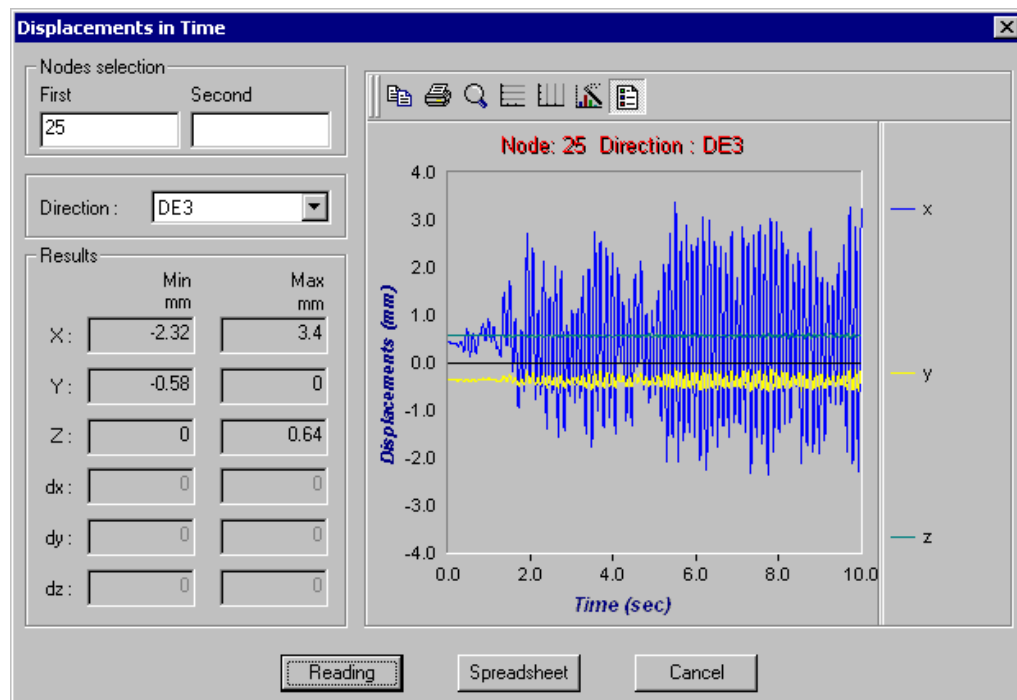 Displacements in Time
Nodes selection
First Second
25
Direction : DE3
Results
Min Max
mm mm
X : -2.32 3.4
Y : -0.58 0
Z : 0 0.64
dx : 0 0
dy : 0 0
dz : 0 0
Node: 25 Direction : DE3
Displacements (mm)
4.0
3.0
2.0
1.0
0.0
-1.0
-2.0
-3.0
-4.0
0.0 2.0 4.0 6.0 8.0 10.0
Time (sec)
x
y
z
Reading Spreadsheet Cancel